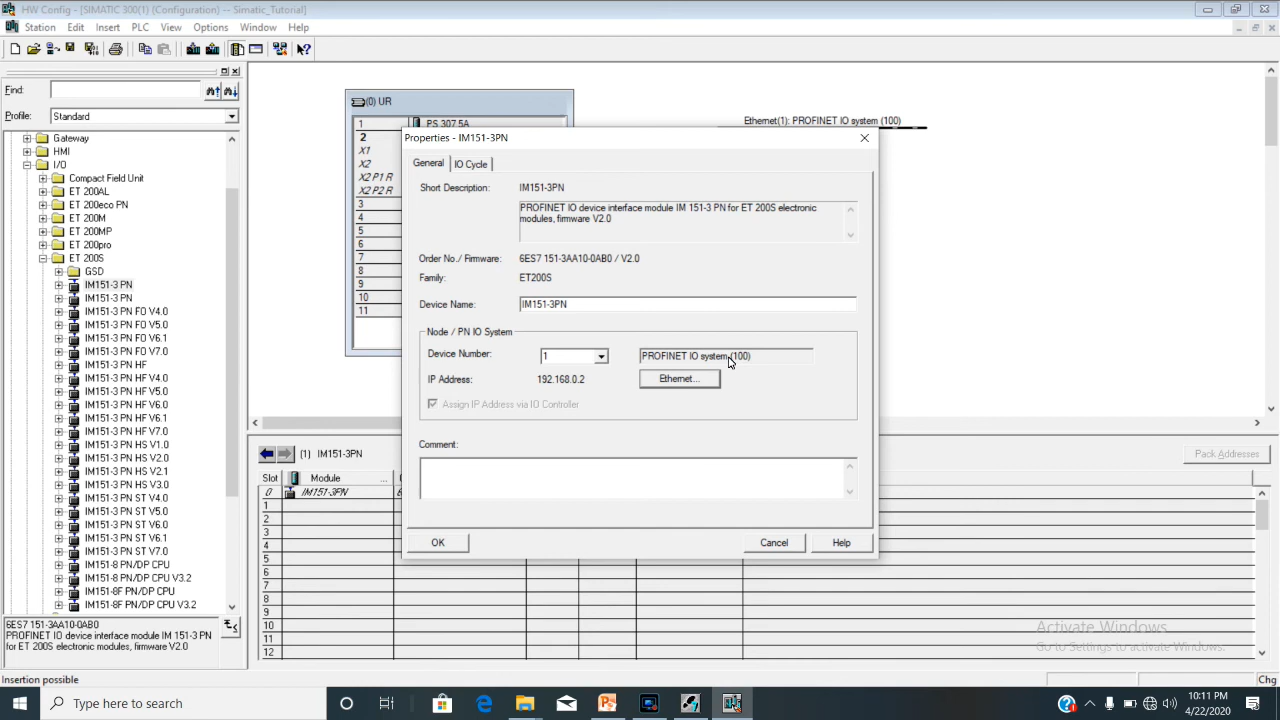 HW Config - [SIMATIC 300(1) (Configuration) -- Simatic_Tutorial]
Station Edit Insert PLC View Options Window Help
Find:
Profile: Standard
Gateway
HMI
I/O
Compact Field Unit
ET 200AL
ET 200eco PN
ET 200M
ET 200MP
ET 200pro
ET 200S
GSD
IM151-3 PN
IM151-3 PN
IM151-3 PN FO V4.0
IM151-3 PN FO V5.0
IM151-3 PN FO V6.1
IM151-3 PN FO V7.0
IM151-3 PN HF
IM151-3 PN HF V4.0
IM151-3 PN HF V5.0
IM151-3 PN HF V6.0
IM151-3 PN HF V6.1
IM151-3 PN HF V7.0
IM151-3 PN HS V1.0
IM151-3 PN HS V2.0
IM151-3 PN HS V2.1
IM151-3 PN HS V3.0
IM151-3 PN ST V4.0
IM151-3 PN ST V5.0
IM151-3 PN ST V6.0
IM151-3 PN ST V6.1
IM151-3 PN ST V7.0
IM151-8 PN/DP CPU
IM151-8 PN/DP CPU V3.2
IM151-8F PN/DP CPU
IM151-8F PN/DP CPU V3.2
6ES7 151-3AA10-0AB0
PROFINET IO device interface module IM 151-3 PN
for ET 200S electronic modules, firmware V2.0
(0) UR
1 PS 307 5A
2
X1
X2
X2 P1 R
X2 P2 R
3
4
5
6
7
8
9
10
11
Ethernet(1): PROFINET IO system (100)
Properties - IM151-3PN
General IO Cycle
Short Description: IM151-3PN
PROFINET IO device interface module IM 151-3 PN for ET 200S electronic
modules, firmware V2.0
Order No./ Firmware: 6ES7 151-3AA10-0AB0 / V2.0
Family: ET200S
Device Name: IM151-3PN
Node / PN IO System
Device Number: 1 PROFINET IO system (100)
IP Address: 192.168.0.2 Ethernet...
Assign IP Address via IO Controller
Comment:
OK Cancel Help
(1) IM151-3PN
Pack Addresses
Slot Module ...
0 IM151-3PN
1
2
3
4
5
6
7
8
9
10
11
12
Activate Windows
Go to Settings to activate Windows.
Insertion possible
Chg
Type here to search
10:11 PM
4/22/2020